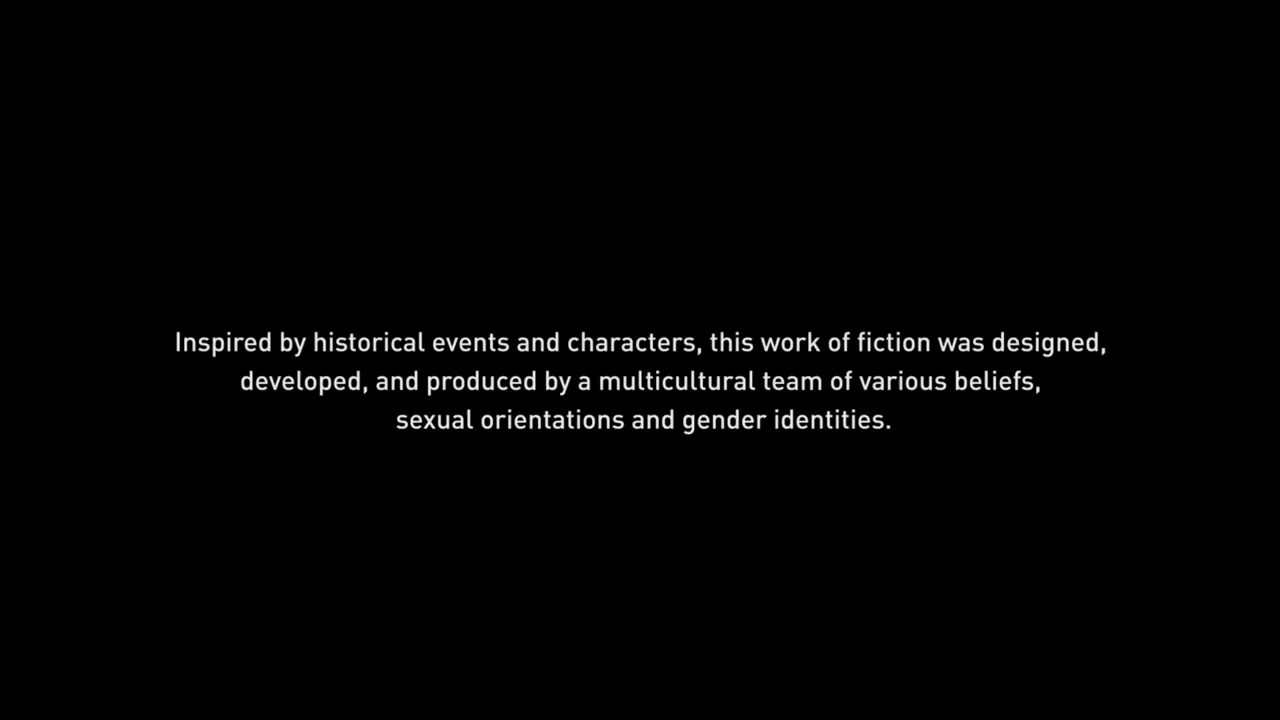 Inspired by historical events and characters, this work of fiction was designed,
developed, and produced by a multicultural team of various beliefs,
sexual orientations and gender identities.